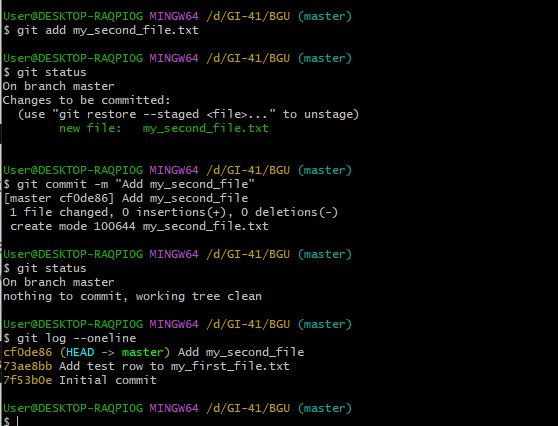 User@DESKTOP-RAQPIOG MINGW64 /d/GI-41/BGU (master)
$ git add my_second_file.txt
User@DESKTOP-RAQPIOG MINGW64 /d/GI-41/BGU (master)
$ git status
On branch master
Changes to be committed:
  (use "git restore --staged <file>..." to unstage)
        new file:   my_second_file.txt
User@DESKTOP-RAQPIOG MINGW64 /d/GI-41/BGU (master)
$ git commit -m "Add my_second_file"
[master cf0de86] Add my_second_file
 1 file changed, 0 insertions(+), 0 deletions(-)
 create mode 100644 my_second_file.txt
User@DESKTOP-RAQPIOG MINGW64 /d/GI-41/BGU (master)
$ git status
On branch master
nothing to commit, working tree clean
User@DESKTOP-RAQPIOG MINGW64 /d/GI-41/BGU (master)
$ git log --oneline
cf0de86 (HEAD -> master) Add my_second_file
73ae8bb Add test row to my_first_file.txt
7f53b0e Initial commit
User@DESKTOP-RAQPIOG MINGW64 /d/GI-41/BGU (master)
$